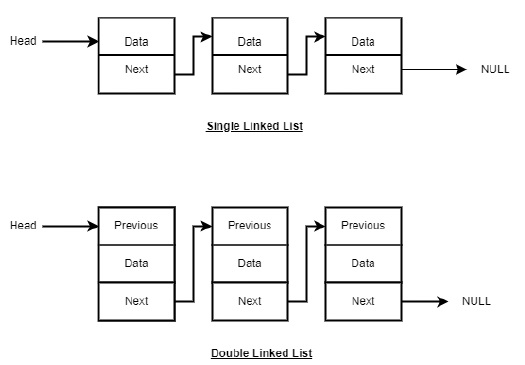 Head Data Data Data
Next Next Next NULL
Single Linked List
Head Previous Previous Previous
Data Data Data
Next Next Next NULL
Double Linked List